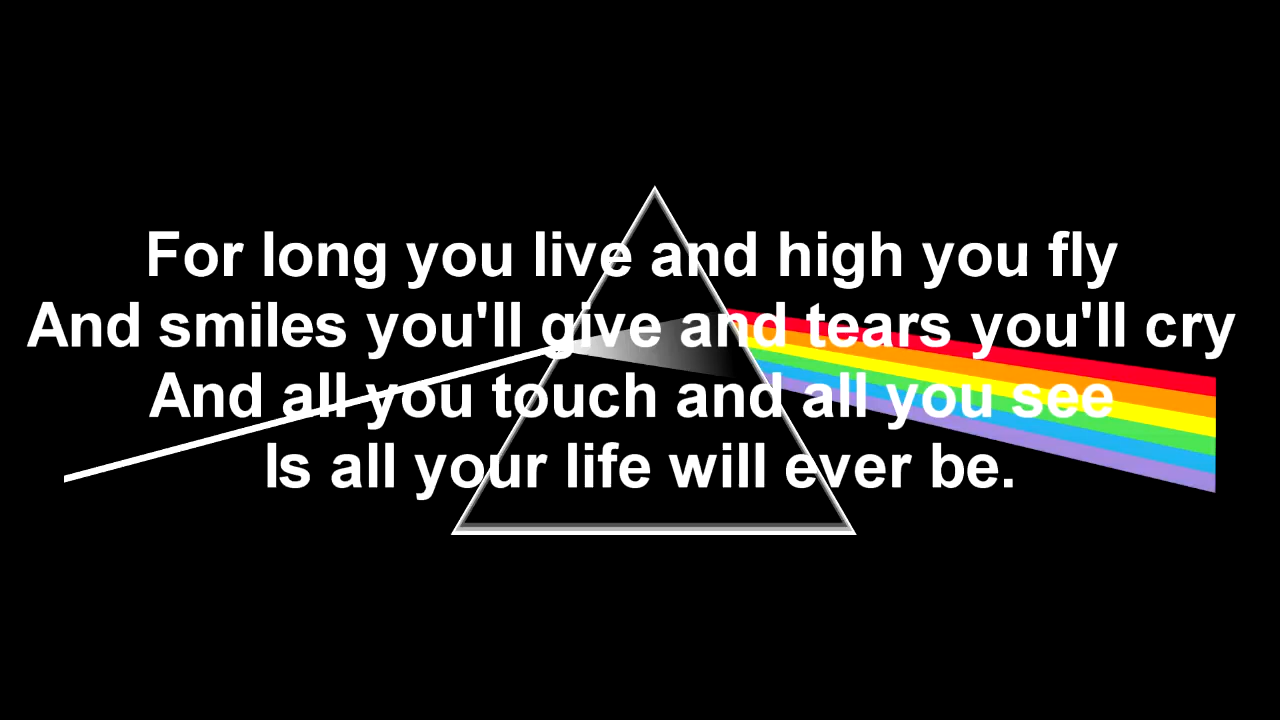 For long you live and high you fly
And smiles you'll give and tears you'll cry
And all you touch and all you see
Is all your life will ever be.